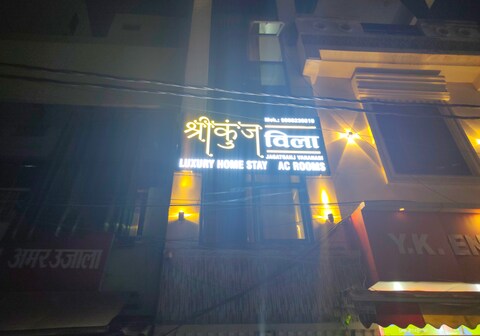 श्रीकुंज
विला
JAGATGANJ VARANASI
LUXURY HOME STAY AC ROOMS
अमर उजाला
Y.K. EN